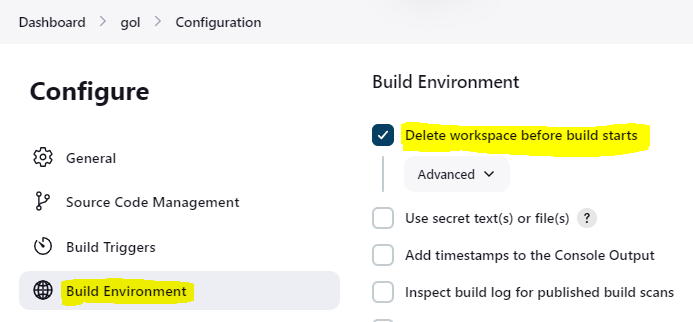 Dashboard > gol > Configuration
Configure
General
Source Code Management
Build Triggers
Build Environment
Build Environment
Delete workspace before build starts
Advanced
Use secret text(s) or file(s) ?
Add timestamps to the Console Output
Inspect build log for published build scans